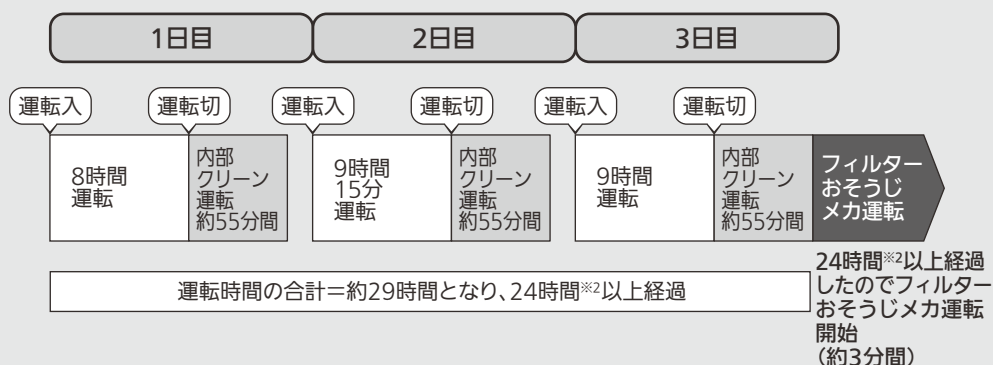 1日目
2日目
3日目
運転入
運転切
運転入
運転切
運転入
運転切
8時間
運転
内部
クリーン
運転
約55分間
9時間
15分
運転
内部
クリーン
運転
約55分間
9時間
運転
内部
クリーン
運転
約55分間
フィルター
おそうじ
メカ運転
運転時間の合計＝約29時間となり、24時間※2以上経過
24時間※2以上経過
したのでフィルター
おそうじメカ運転
開始
（約3分間）